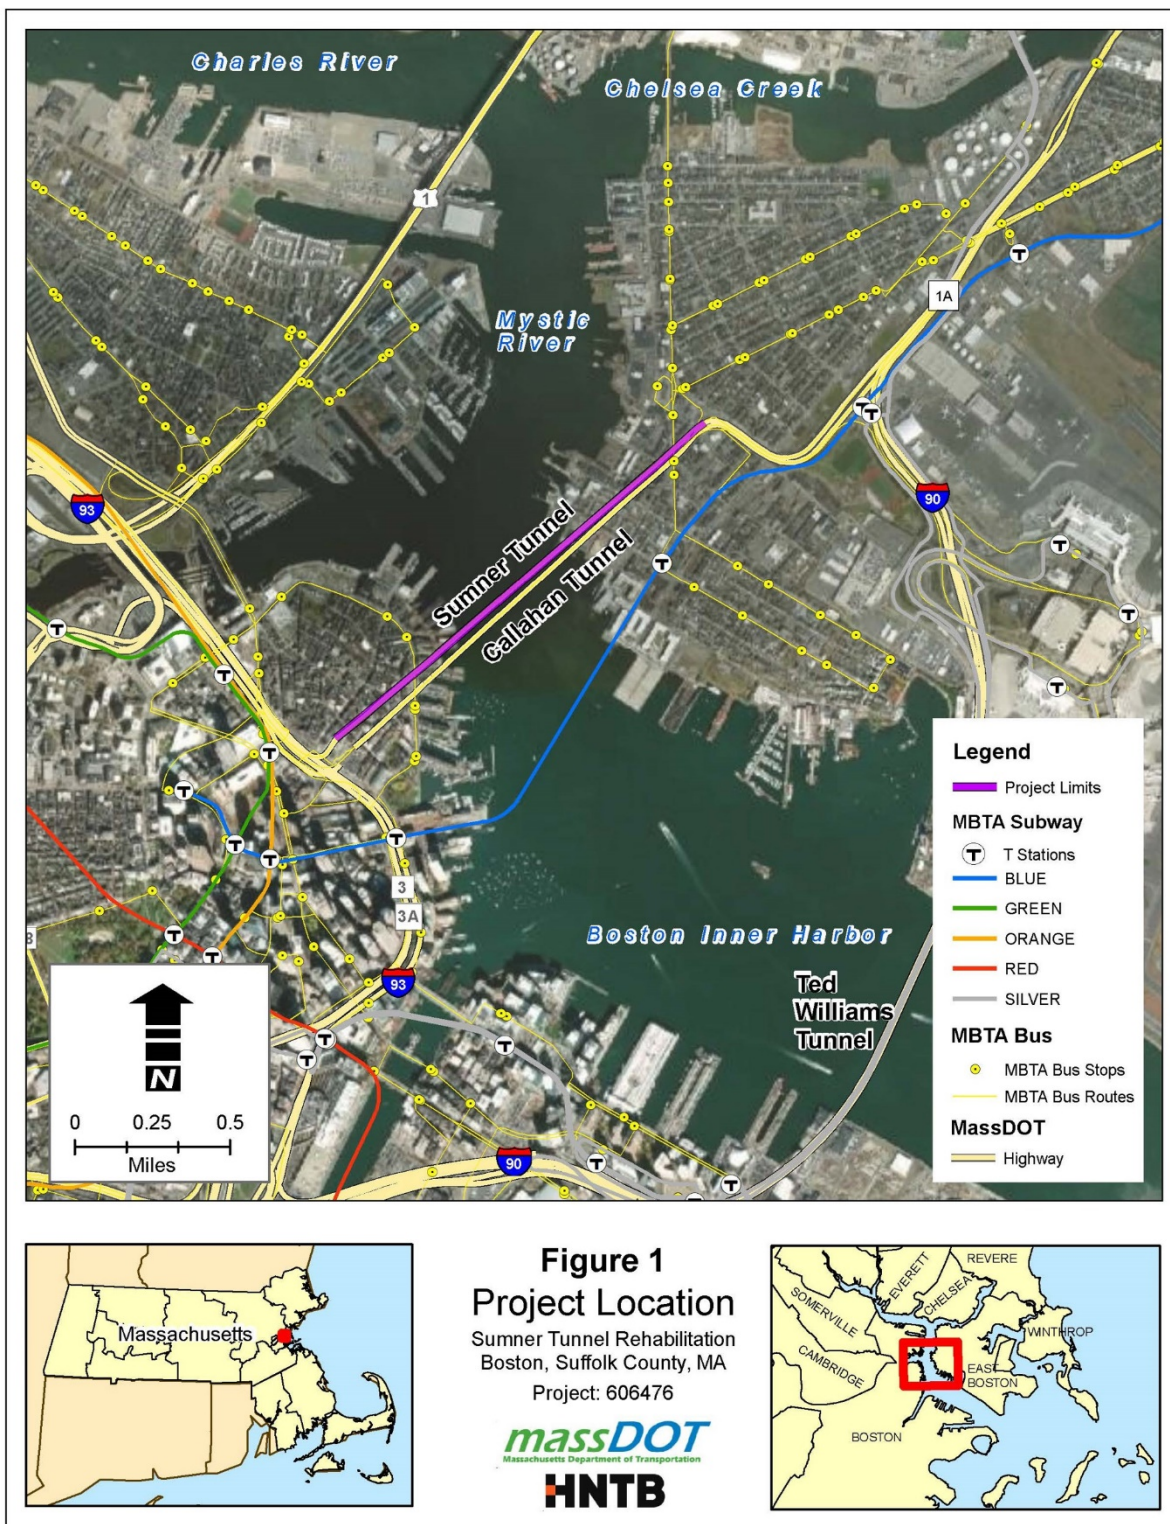 Charles River
Chelsea Creek
1
Mystic
River
1A
93
90
Sumner Tunnel
Callahan Tunnel
3
3A
Boston Inner Harbor
93
Ted
Williams
Tunnel
90
N
0 0.25 0.5
Miles
Legend
Project Limits
MBTA Subway
T T Stations
BLUE
GREEN
ORANGE
RED
SILVER
MBTA Bus
MBTA Bus Stops
MBTA Bus Routes
MassDOT
Highway
Massachusetts
Figure 1
Project Location
Sumner Tunnel Rehabilitation
Boston, Suffolk County, MA
Project: 606476
massDOT
Massachusetts Department of Transportation
HNTB
REVERE
EVERETT
CHELSEA
SOMERVILLE
WINTHROP
CAMBRIDGE
EAST
BOSTON
BOSTON